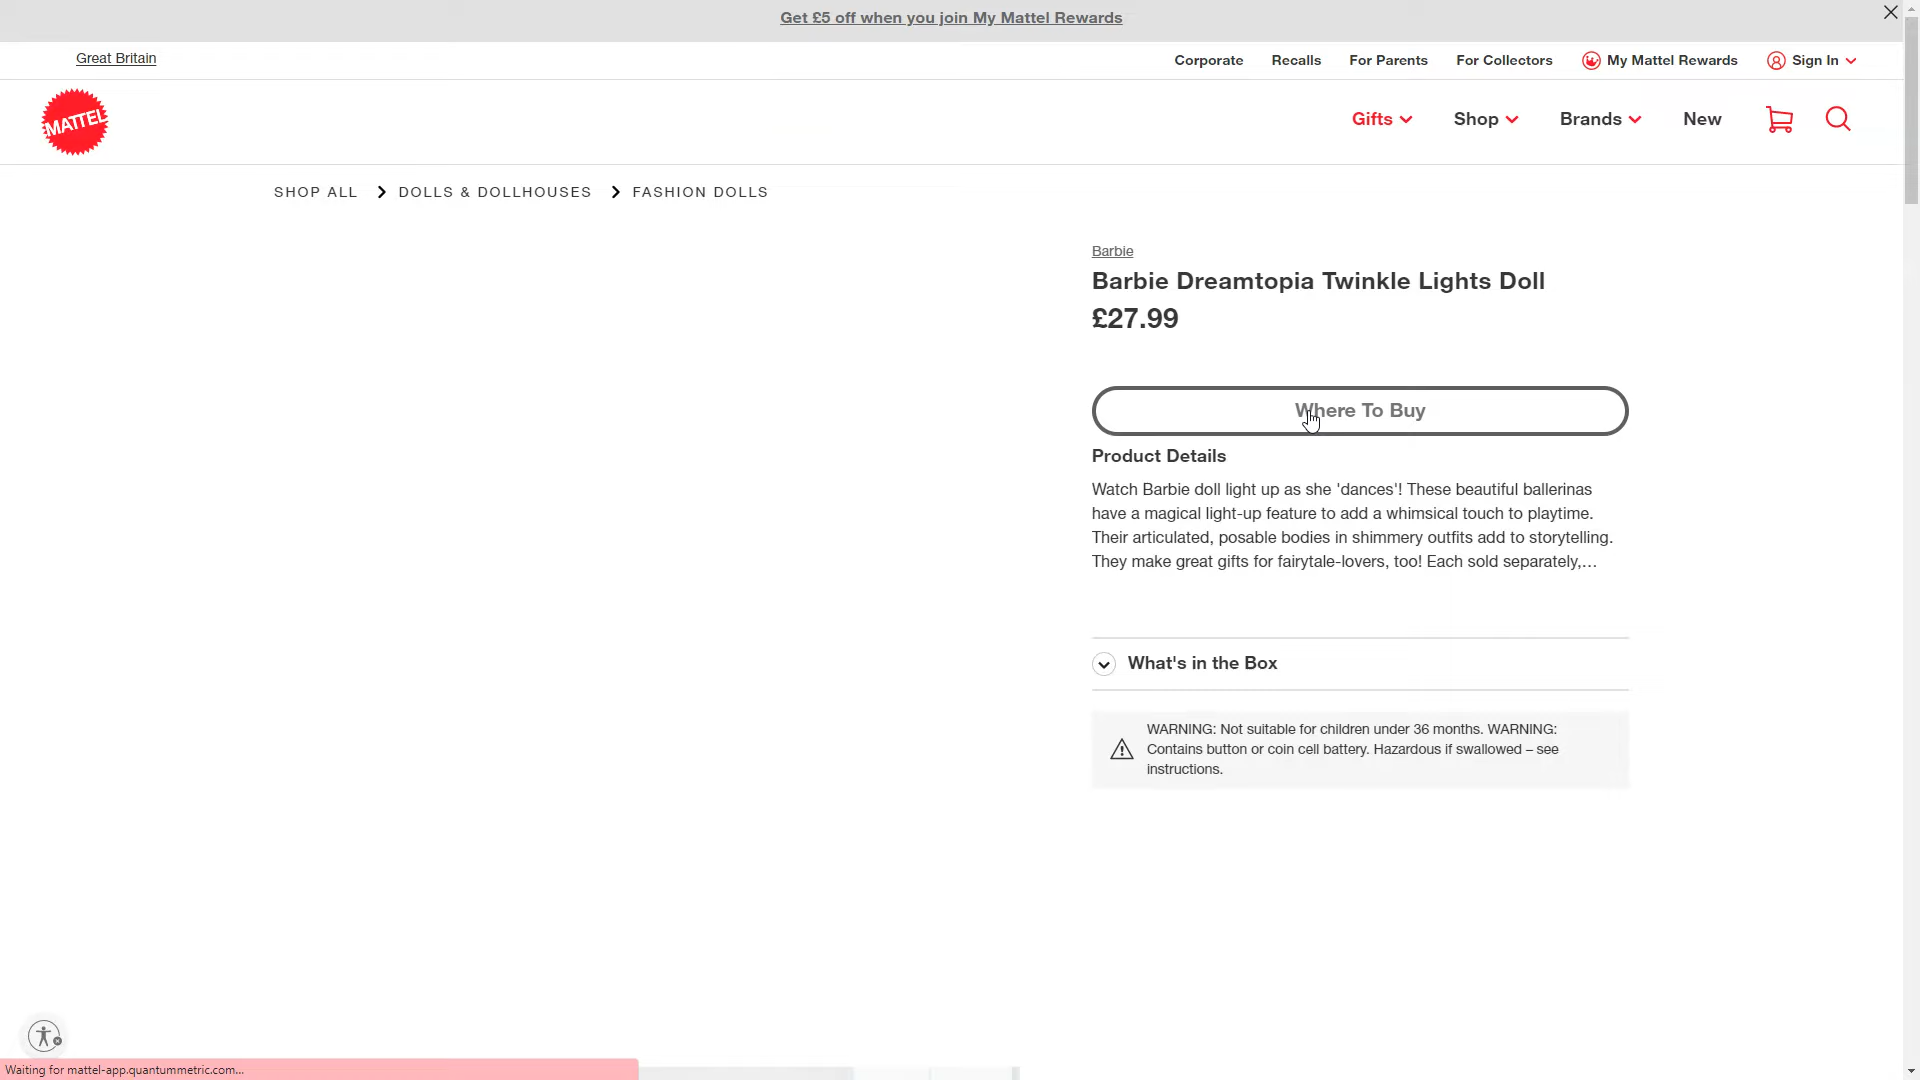 Get £5 off when you join My Mattel Rewards
Great Britain
Corporate
Recalls
For Parents
For Collectors
My Mattel Rewards
Sign In
MATTEL
Gifts
Shop
Brands
New
SHOP ALL
DOLLS & DOLLHOUSES
FASHION DOLLS
Barbie
Barbie Dreamtopia Twinkle Lights Doll
£27.99
Where To Buy
Product Details
Watch Barbie doll light up as she 'dances'! These beautiful ballerinas
have a magical light-up feature to add a whimsical touch to playtime.
Their articulated, posable bodies in shimmery outfits add to storytelling.
They make great gifts for fairytale-lovers, too! Each sold separately,…
What's in the Box
WARNING: Not suitable for children under 36 months. WARNING:
Contains button or coin cell battery. Hazardous if swallowed – see
instructions.
Waiting for mattel-app.quantummetric.com...